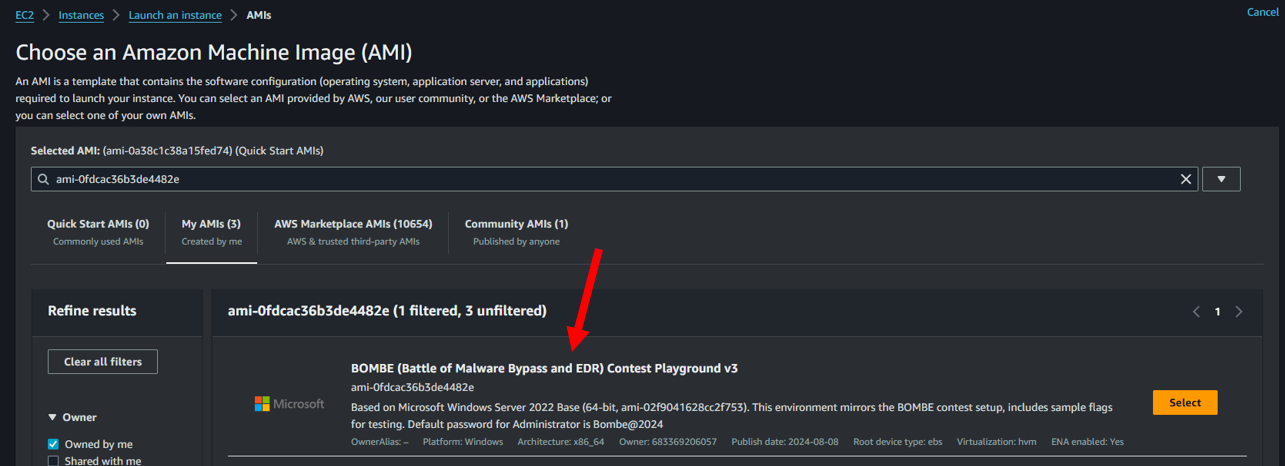 EC2 > Instances > Launch an instance > AMIs
Cancel
Choose an Amazon Machine Image (AMI)
An AMI is a template that contains the software configuration (operating system, application server, and applications)
required to launch your instance. You can select an AMI provided by AWS, our user community, or the AWS Marketplace; or
you can select one of your own AMIs.
Selected AMI: (ami-0a38c1c38a15fed74) (Quick Start AMIs)
ami-0fdcac36b3de4482e
Quick Start AMIs (0)
Commonly used AMIs
My AMIs (3)
Created by me
AWS Marketplace AMIs (10654)
AWS & trusted third-party AMIs
Community AMIs (1)
Published by anyone
Refine results
Clear all filters
Owner
Owned by me
Shared with me
ami-0fdcac36b3de4482e (1 filtered, 3 unfiltered)
1
Microsoft
BOMBE (Battle of Malware Bypass and EDR) Contest Playground v3
ami-0fdcac36b3de4482e
Based on Microsoft Windows Server 2022 Base (64-bit, ami-02f9041628cc2f753). This environment mirrors the BOMBE contest setup, includes sample flags
for testing. Default password for Administrator is Bombe@2024
OwnerAlias: – Platform: Windows Architecture: x86_64 Owner: 683369206057 Publish date: 2024-08-08 Root device type: ebs Virtualization: hvm ENA enabled: Yes
Select